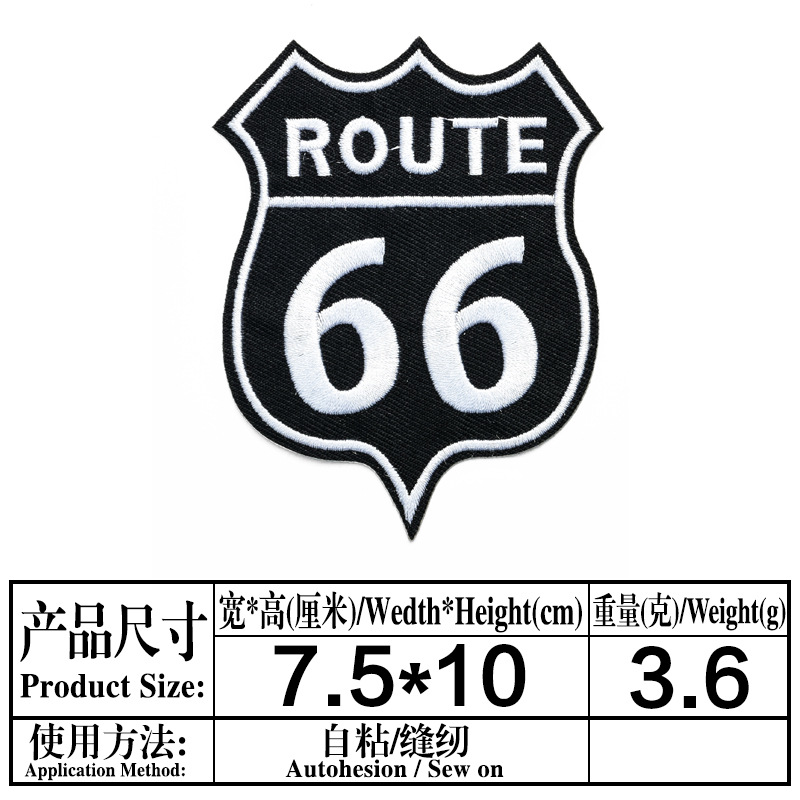 ROUTE
66
产品尺寸
Product Size:
宽*高(厘米)/Wedth*Height(cm)
重量(克)/Weight(g)
7.5*10
3.6
使用方法:
Application Method:
自粘/缝纫
Autohesion / Sew on